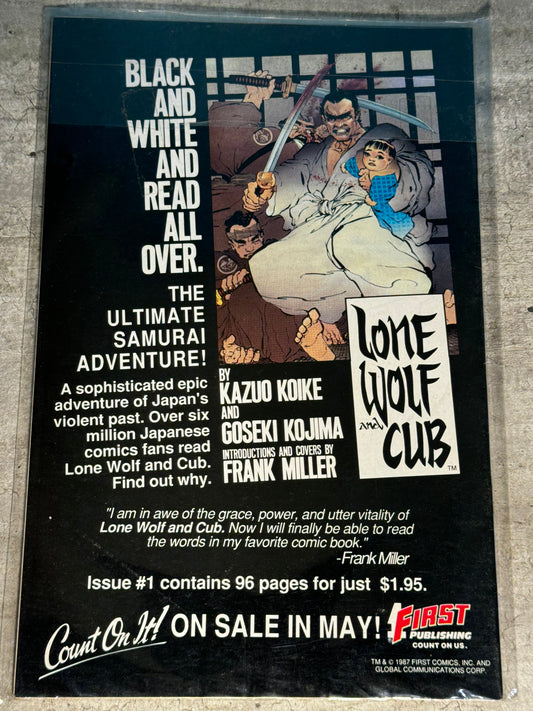 BLACK
AND
WHITE
AND
READ
ALL
OVER.
THE
ULTIMATE
SAMURAI
ADVENTURE!
A sophisticated epic
adventure of Japan's
violent past. Over six
million Japanese
comics fans read
Lone Wolf and Cub.
Find out why.
BY
KAZUO KOIKE
AND
GOSEKI KOJIMA
INTRODUCTIONS AND COVERS BY
FRANK MILLER
LONE
WOLF
and
CUB
TM
"I am in awe of the grace, power, and utter vitality of
Lone Wolf and Cub. Now I will finally be able to read
the words in my favorite comic book."
-Frank Miller
Issue #1 contains 96 pages for just $1.95.
Count On It! ON SALE IN MAY!
FIRST
PUBLISHING
COUNT ON US.
TM & © 1987 FIRST COMICS, INC. AND
GLOBAL COMMUNICATIONS CORP.